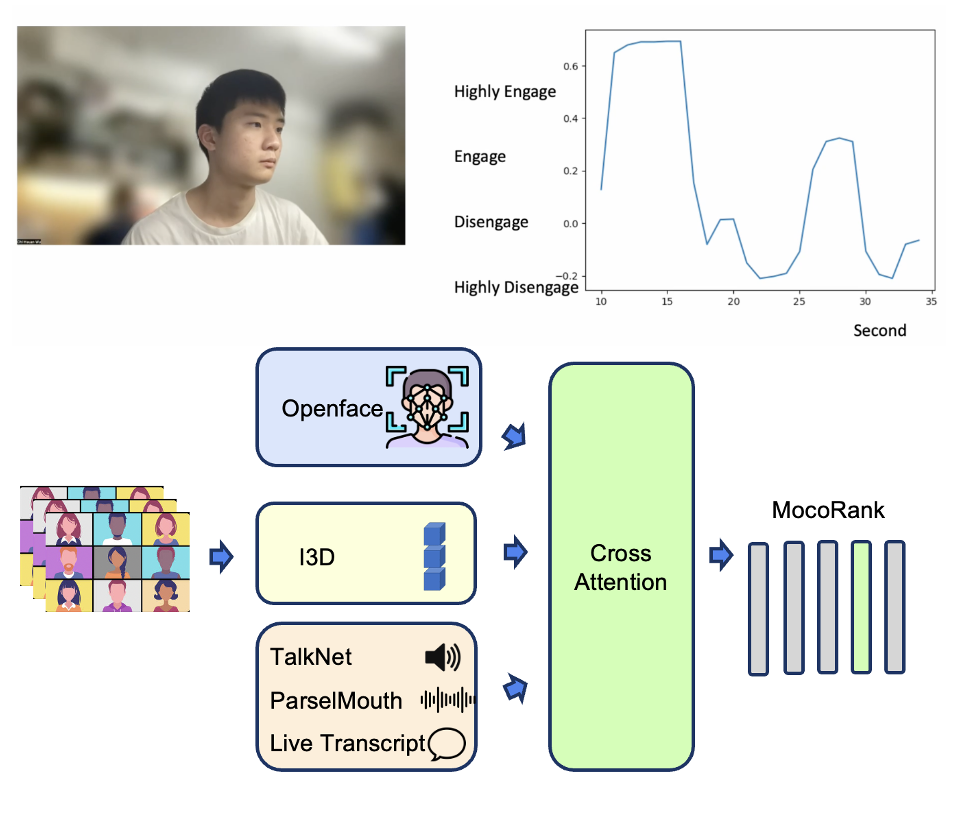 Highly Engage
Engage
Disengage
Highly Disengage
0.6
0.4
0.2
0.0
−0.2
10
15
20
25
30
35
Second
Openface
I3D
TalkNet
ParselMouth
Live Transcript
Cross
Attention
MocoRank